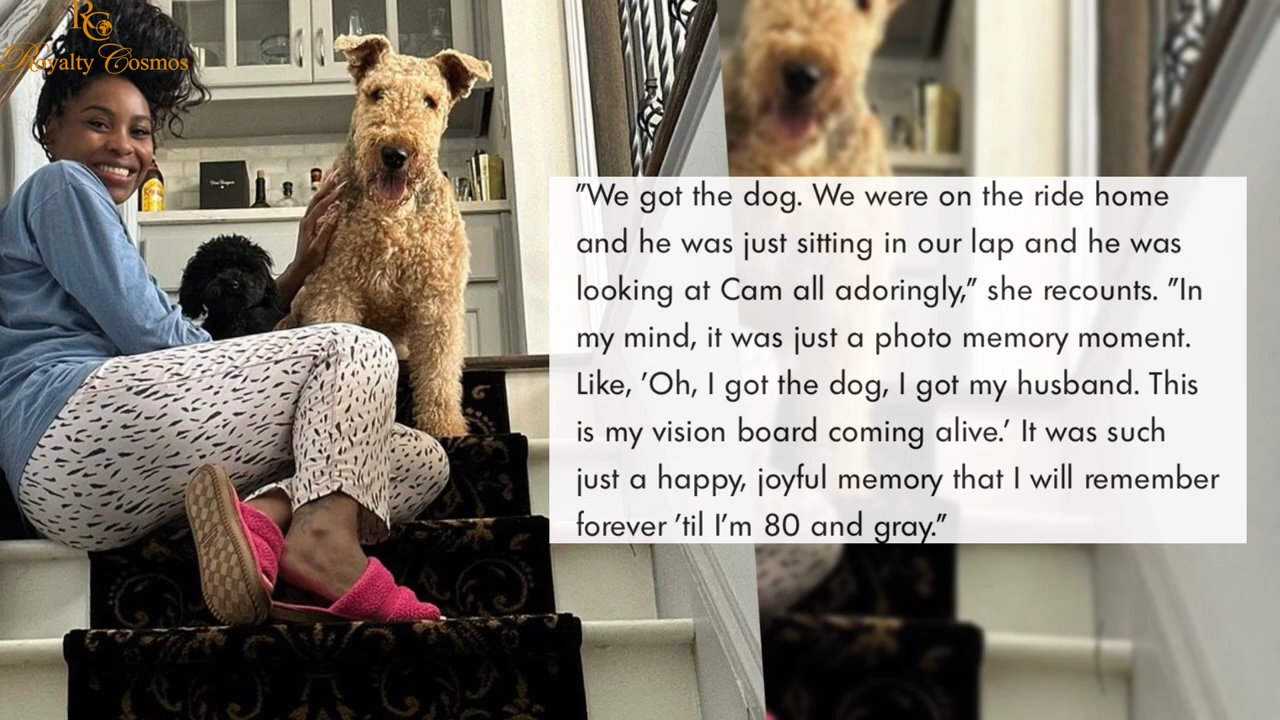 RC
Royalty Cosmos
"We got the dog. We were on the ride home
and he was just sitting in our lap and he was
looking at Cam all adoringly," she recounts. "In
my mind, it was just a photo memory moment.
Like, 'Oh, I got the dog, I got my husband. This
is my vision board coming alive.' It was such
just a happy, joyful memory that I will remember
forever 'til I'm 80 and gray."